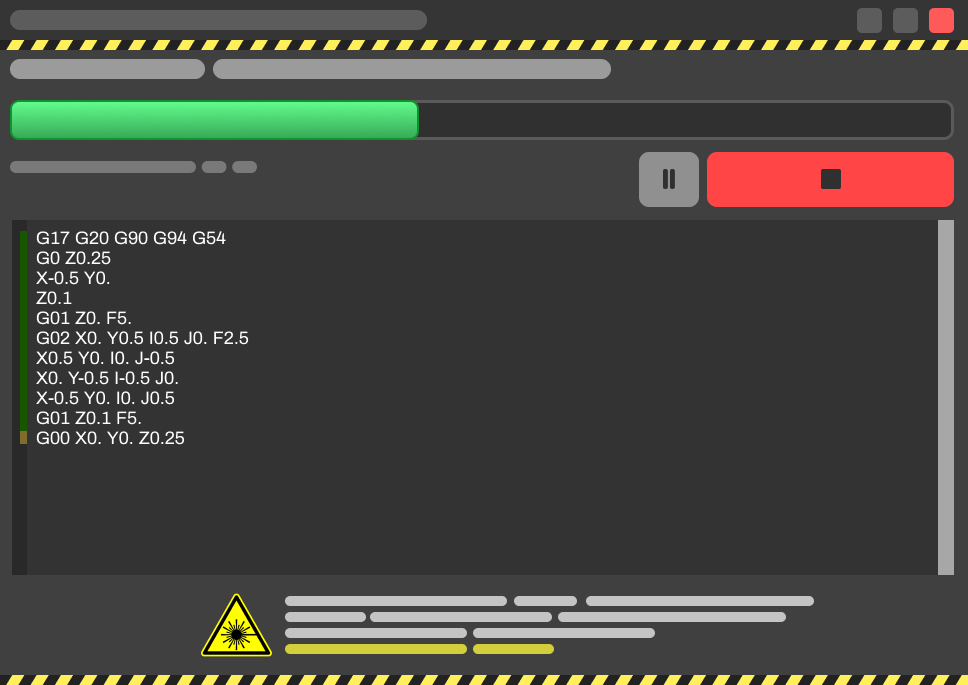 G17 G20 G90 G94 G54
G0 Z0.25
X-0.5 Y0.
Z0.1
G01 Z0. F5.
G02 X0. Y0.5 I0.5 J0. F2.5
X0.5 Y0. I0. J-0.5
X0. Y-0.5 I-0.5 J0.
X-0.5 Y0. I0. J0.5
G01 Z0.1 F5.
G00 X0. Y0. Z0.25